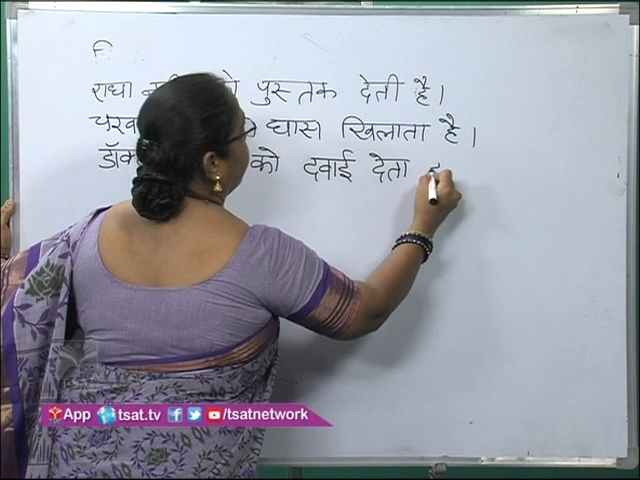 राधा को पुस्तक देती है।
घास खिलाता है।
को दवाई देता
App tsat.tv /tsatnetwork